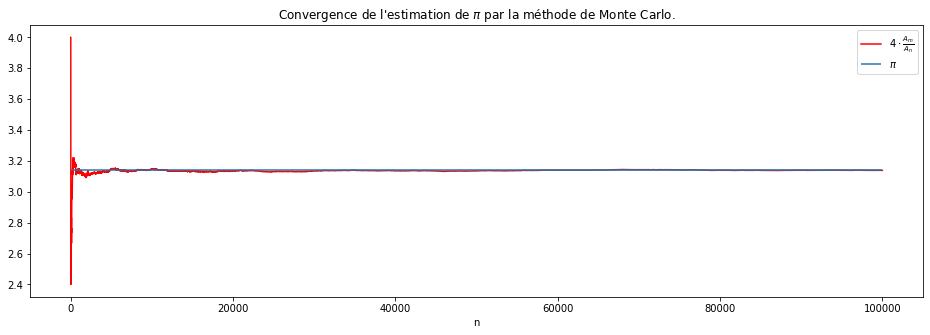 Convergence de l'estimation de π par la méthode de Monte Carlo.
4 · A_m/A_n
π
4.0
3.8
3.6
3.4
3.2
3.0
2.8
2.6
2.4
0 20000 40000 60000 80000 100000
n